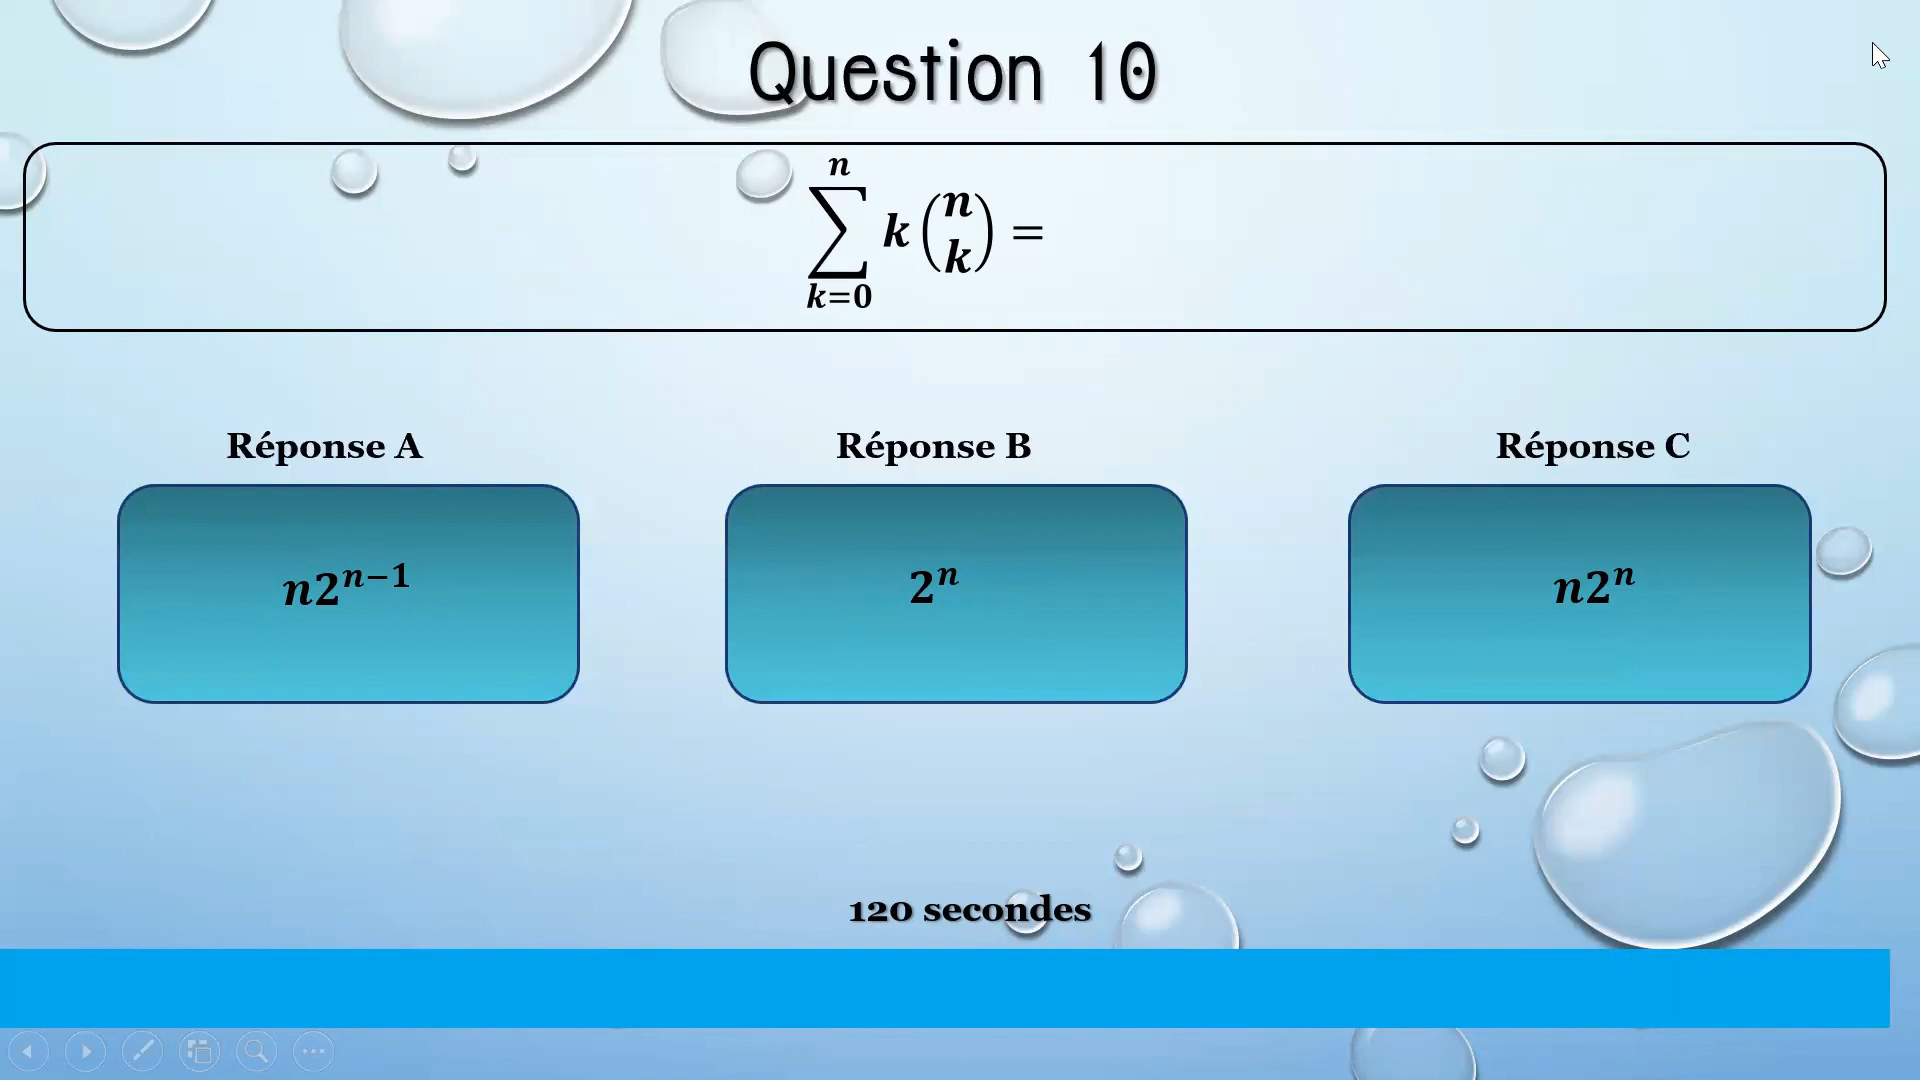 Question 10
n
∑ k (n k) =
k=0
Réponse A
Réponse B
Réponse C
n2^{n−1}
2^n
n2^n
120 secondes